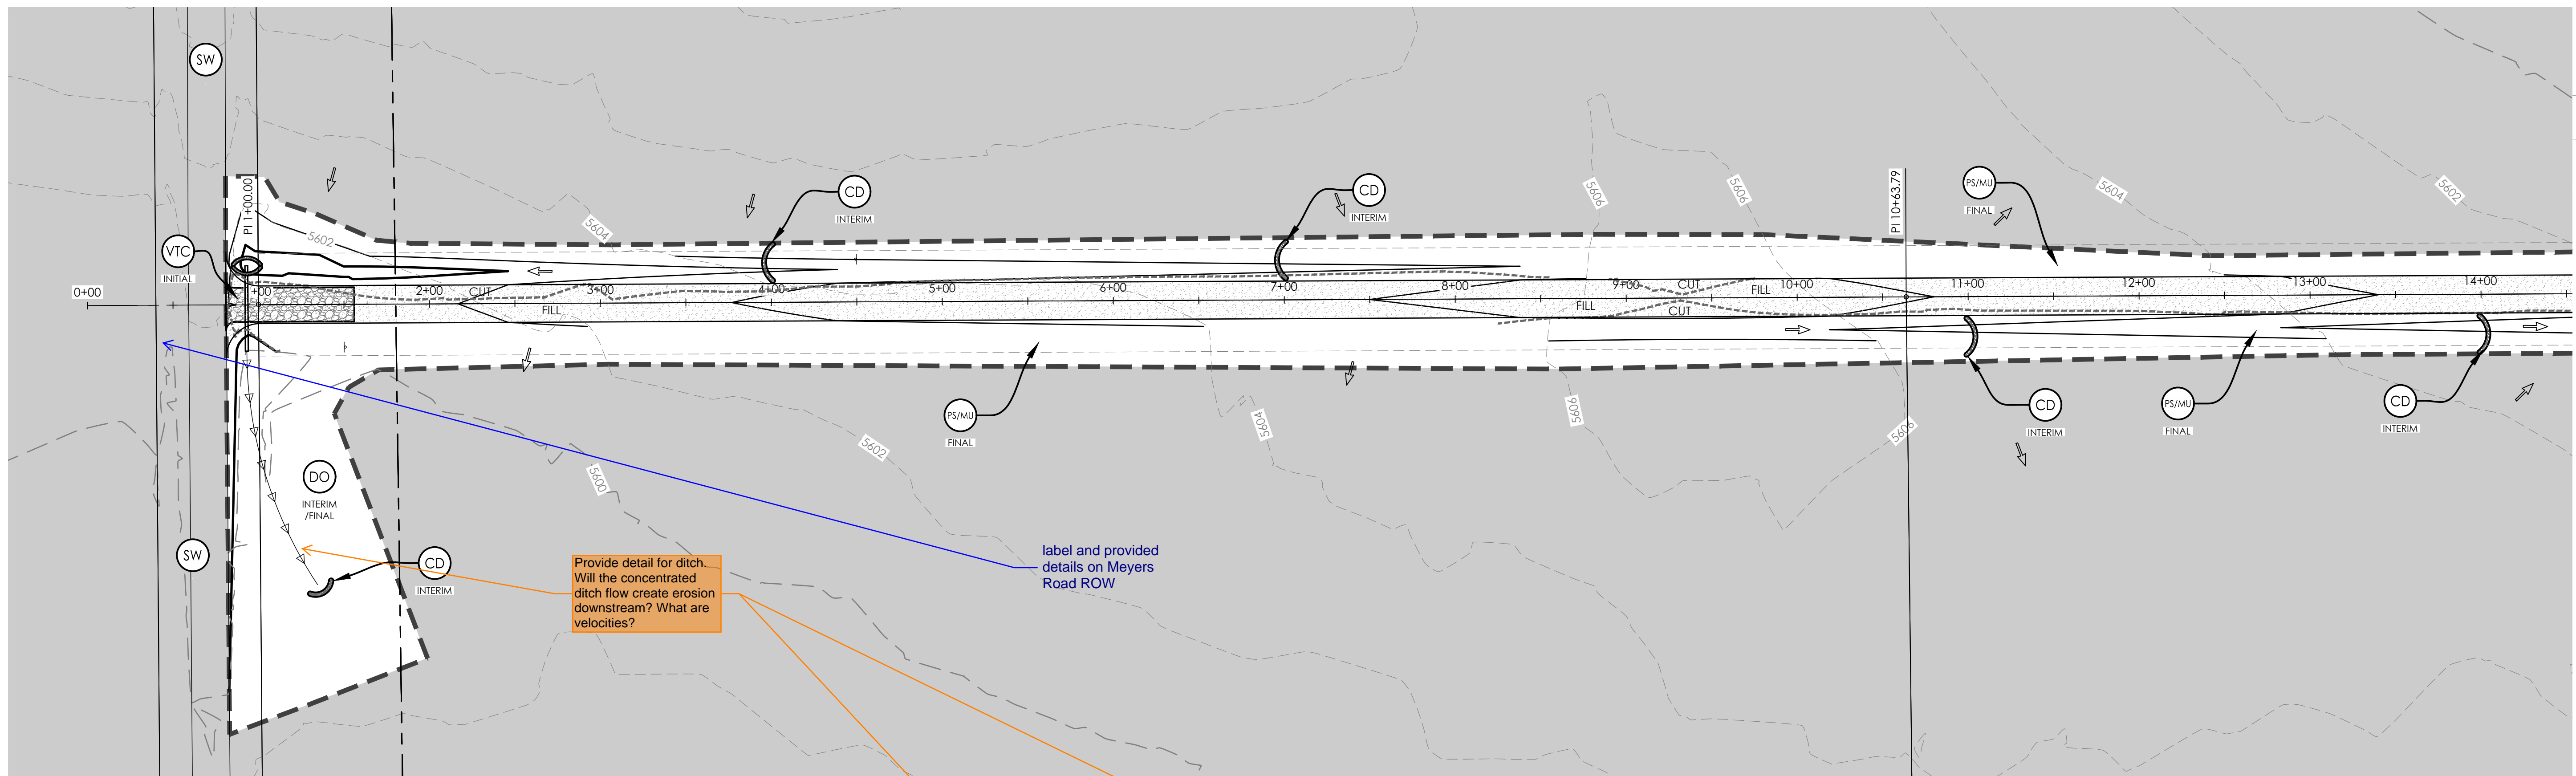 SW
PI 1+00.00
5602
VTC
INITIAL
0+00
+00
2+00
3+00
4+00
5+00
6+00
7+00
8+00
9+00
10+00
11+00
12+00
13+00
14+00
CUT
FILL
CUT
FILL
FILL
CUT
5604
CD
INTERIM
CD
INTERIM
5606
5606
PI 10+63.79
PS/MU
FINAL
5604
5602
PS/MU
FINAL
5602
5600
5604
5606
5606
CD
INTERIM
PS/MU
FINAL
CD
INTERIM
DO
INTERIM
/FINAL
SW
CD
INTERIM
Provide detail for ditch.
Will the concentrated
ditch flow create erosion
downstream? What are
velocities?
label and provided
details on Meyers
Road ROW